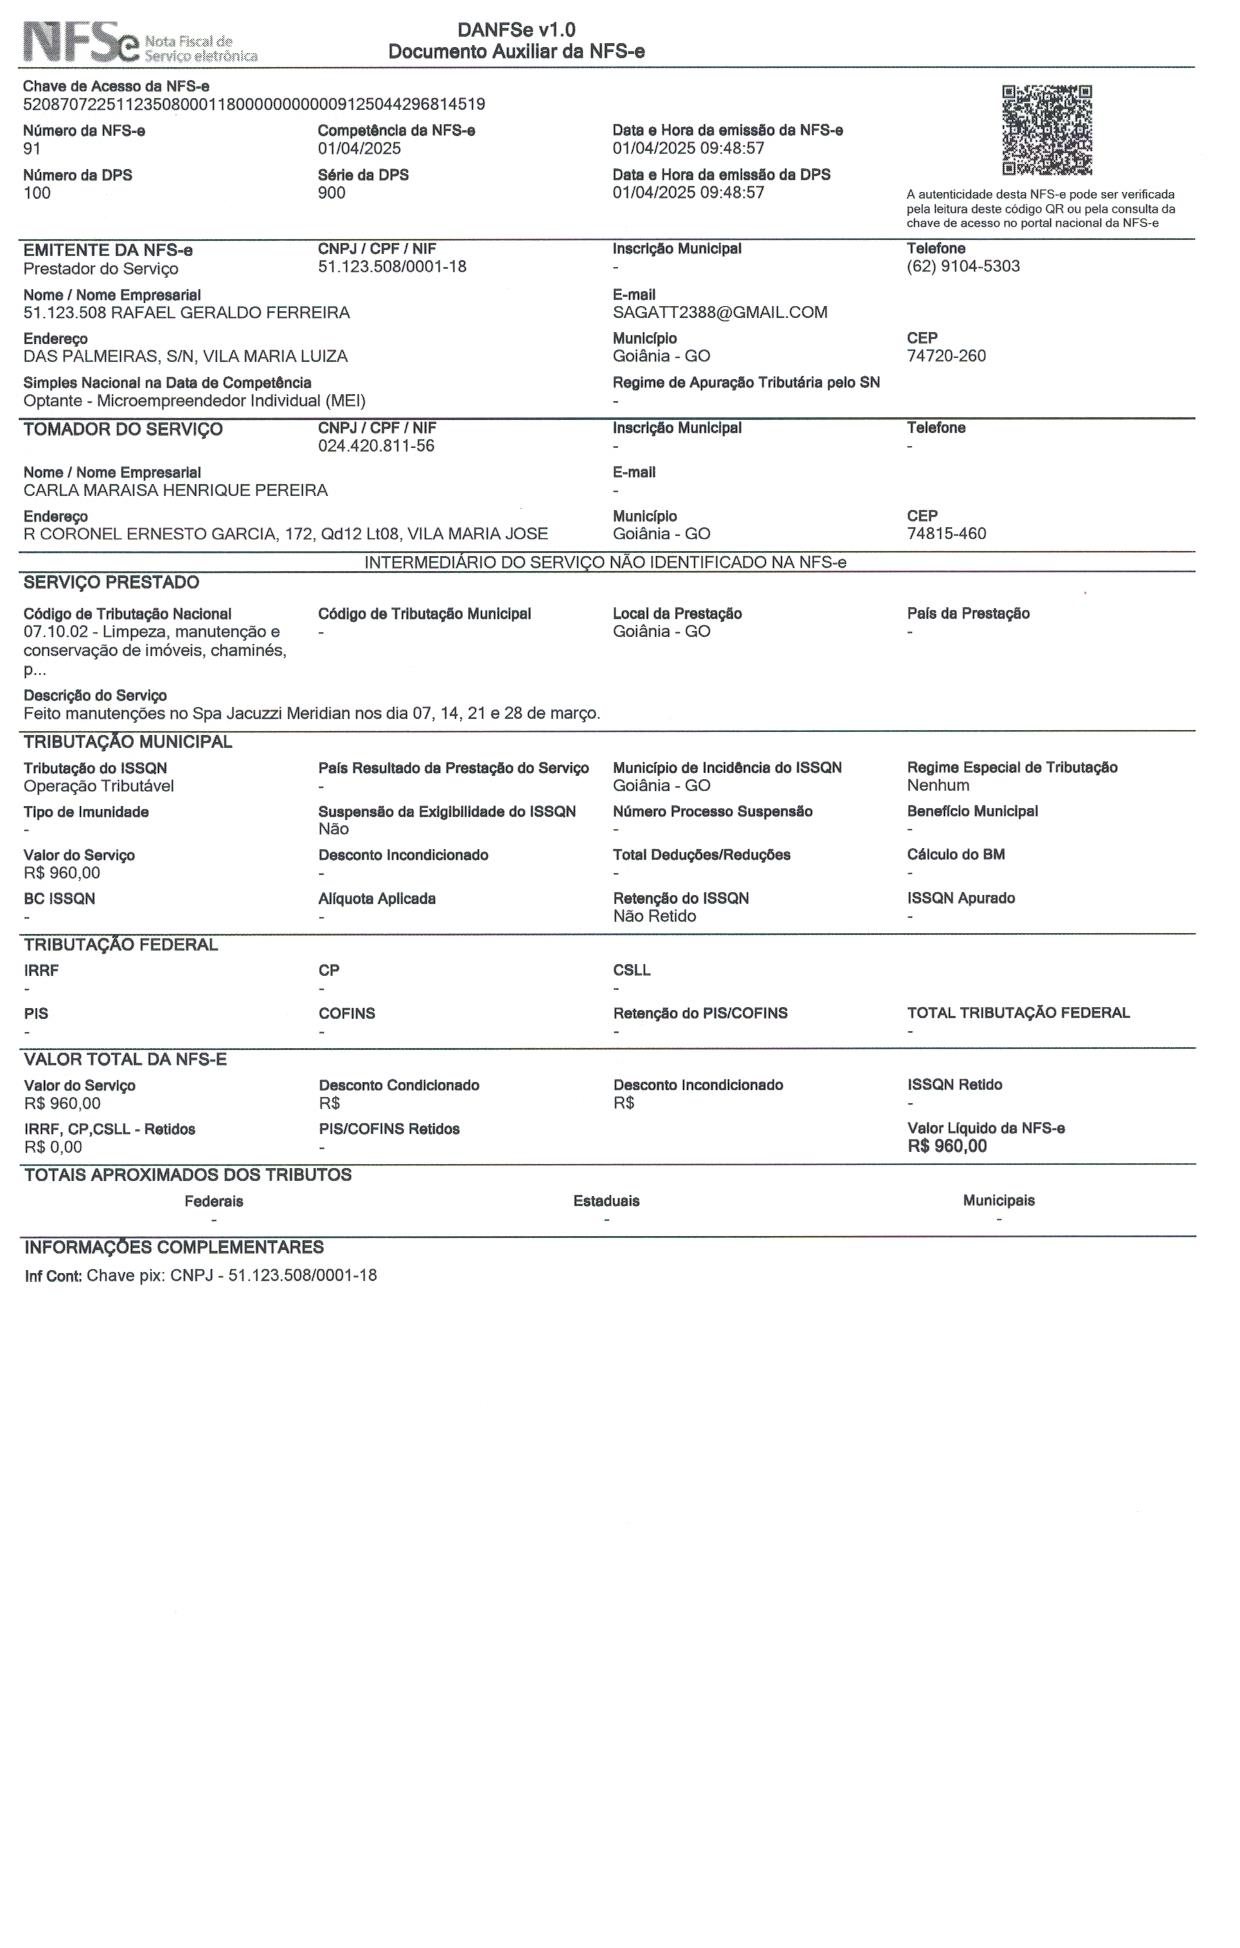 NFSe Nota Fiscal de Serviço eletrônica
DANFSe v1.0
Documento Auxiliar da NFS-e
Chave de Acesso da NFS-e
52087072251123508000118000000000009125044296814519
Número da NFS-e
91
Competência da NFS-e
01/04/2025
Data e Hora da emissão da NFS-e
01/04/2025 09:48:57
Número da DPS
100
Série da DPS
900
Data e Hora da emissão da DPS
01/04/2025 09:48:57
A autenticidade desta NFS-e pode ser verificada
pela leitura deste código QR ou pela consulta da
chave de acesso no portal nacional da NFS-e
EMITENTE DA NFS-e
Prestador do Serviço
CNPJ / CPF / NIF
51.123.508/0001-18
Inscrição Municipal
-
Telefone
(62) 9104-5303
Nome / Nome Empresarial
51.123.508 RAFAEL GERALDO FERREIRA
E-mail
SAGATT2388@GMAIL.COM
Endereço
DAS PALMEIRAS, S/N, VILA MARIA LUIZA
Município
Goiânia - GO
CEP
74720-260
Simples Nacional na Data de Competência
Optante - Microempreendedor Individual (MEI)
Regime de Apuração Tributária pelo SN
-
TOMADOR DO SERVIÇO
CNPJ / CPF / NIF
024.420.811-56
Inscrição Municipal
-
Telefone
-
Nome / Nome Empresarial
CARLA MARAISA HENRIQUE PEREIRA
E-mail
-
Endereço
R CORONEL ERNESTO GARCIA, 172, Qd12 Lt08, VILA MARIA JOSE
Município
Goiânia - GO
CEP
74815-460
INTERMEDIÁRIO DO SERVIÇO NÃO IDENTIFICADO NA NFS-e
SERVIÇO PRESTADO
Código de Tributação Nacional
07.10.02 - Limpeza, manutenção e
conservação de imóveis, chaminés,
p...
Código de Tributação Municipal
-
Local da Prestação
Goiânia - GO
País da Prestação
-
Descrição do Serviço
Feito manutenções no Spa Jacuzzi Meridian nos dia 07, 14, 21 e 28 de março.
TRIBUTAÇÃO MUNICIPAL
Tributação do ISSQN
Operação Tributável
País Resultado da Prestação do Serviço
-
Município de Incidência do ISSQN
Goiânia - GO
Regime Especial de Tributação
Nenhum
Tipo de Imunidade
-
Suspensão da Exigibilidade do ISSQN
Não
Número Processo Suspensão
-
Benefício Municipal
-
Valor do Serviço
R$ 960,00
Desconto Incondicionado
-
Total Deduções/Reduções
-
Cálculo do BM
-
BC ISSQN
-
Alíquota Aplicada
-
Retenção do ISSQN
Não Retido
ISSQN Apurado
-
TRIBUTAÇÃO FEDERAL
IRRF
-
CP
-
CSLL
-
PIS
-
COFINS
-
Retenção do PIS/COFINS
-
TOTAL TRIBUTAÇÃO FEDERAL
-
VALOR TOTAL DA NFS-E
Valor do Serviço
R$ 960,00
Desconto Condicionado
R$
Desconto Incondicionado
R$
ISSQN Retido
-
IRRF, CP,CSLL - Retidos
R$ 0,00
PIS/COFINS Retidos
-
Valor Líquido da NFS-e
R$ 960,00
TOTAIS APROXIMADOS DOS TRIBUTOS
Federais
-
Estaduais
-
Municipais
-
INFORMAÇÕES COMPLEMENTARES
Inf Cont: Chave pix: CNPJ - 51.123.508/0001-18